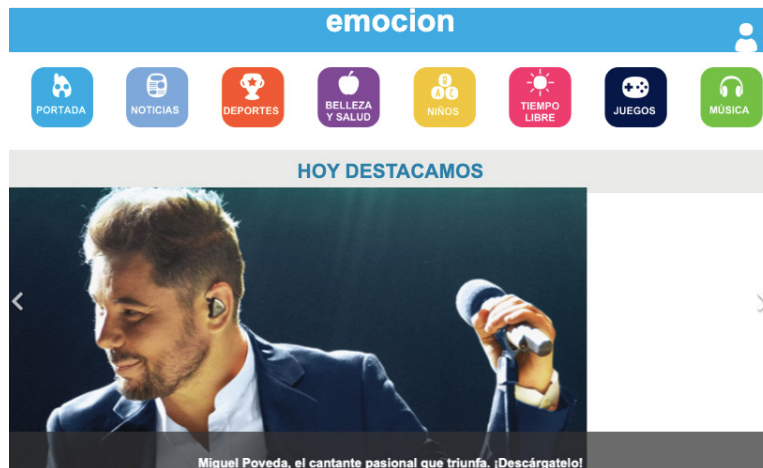 emocion
PORTADA
NOTICIAS
DEPORTES
BELLEZA
Y SALUD
NIÑOS
TIEMPO
LIBRE
JUEGOS
MÚSICA
HOY DESTACAMOS
Miguel Poveda, el cantante pasional que triunfa. ¡Descárgatelo!